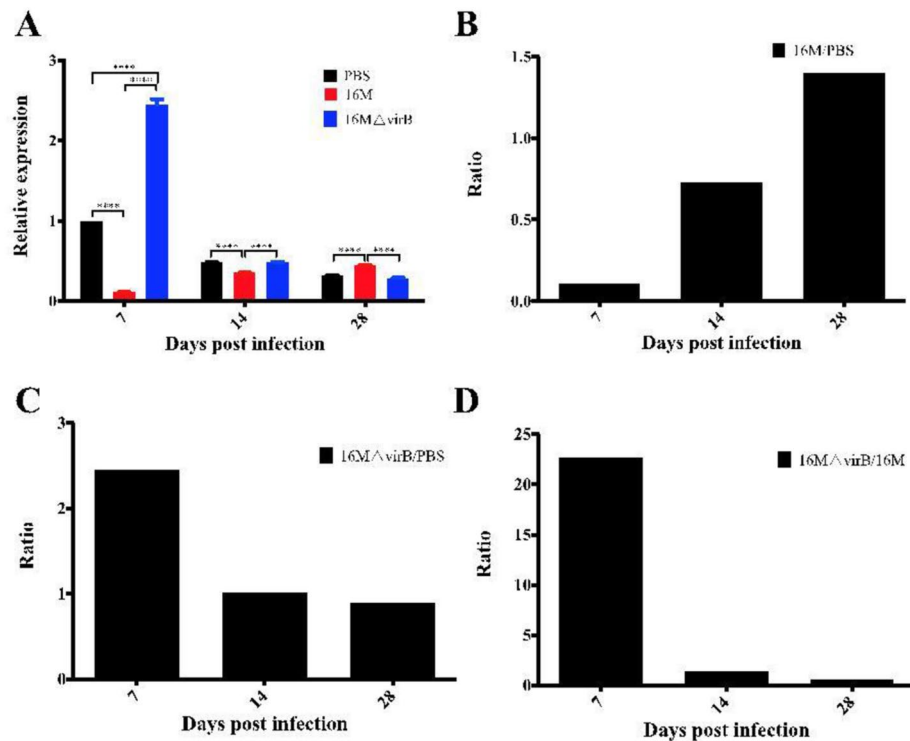 A
3
2
1
0
Relative expression
****
****
****
****
****
****
****
PBS
16M
16M△virB
7
14
28
Days post infection
B
1.5
1.0
0.5
0.0
Ratio
16M/PBS
7
14
28
Days post infection
C
3
2
1
0
Ratio
16M△virB/PBS
7
14
28
Days post infection
D
25
20
15
10
5
0
Ratio
16M△virB/16M
7
14
28
Days post infection